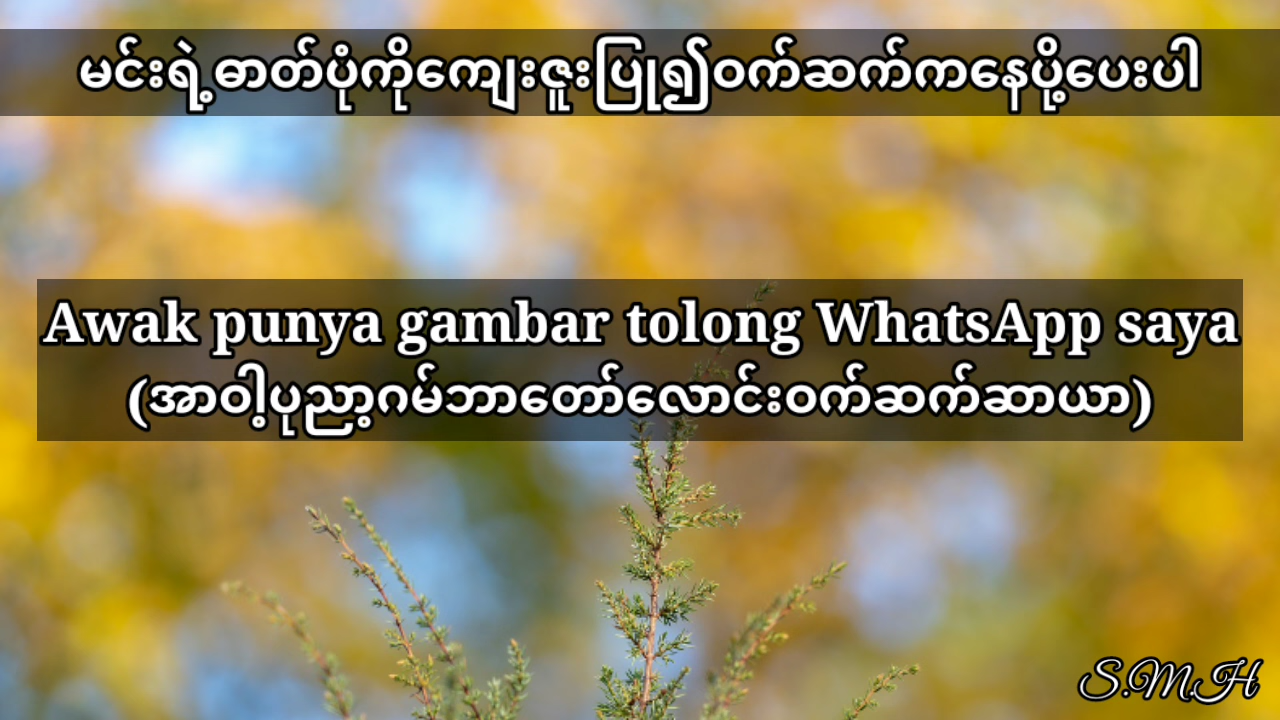 မင်းရဲ့ဓာတ်ပုံကိုကျေးဇူးပြု၍ဝက်ဆက်ကနေပို့ပေးပါ
Awak punya gambar tolong WhatsApp saya
(အာဝါ့ပုညာ့ဂမ်ဘာတော်လောင်းဝက်ဆက်ဆာယာ)
S.M.H